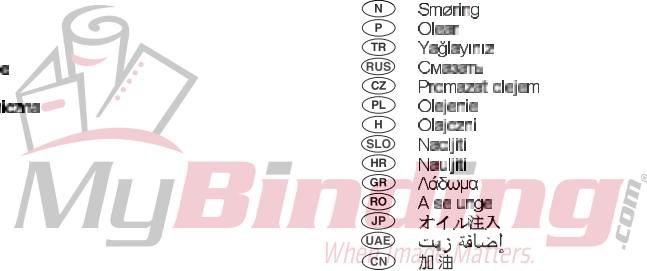 N Smøring
P Olear
TR Yağlayınız
RUS Смазать
CZ Promazat olejem
PL Olejenie
H Olajozni
SLO Naoljiti
HR Nauljiti
GR Λάδωμα
RO A se unge
JP オイル注入
UAE إضافة زيت
CN 加油
MyBinding.com
When Image Matters.